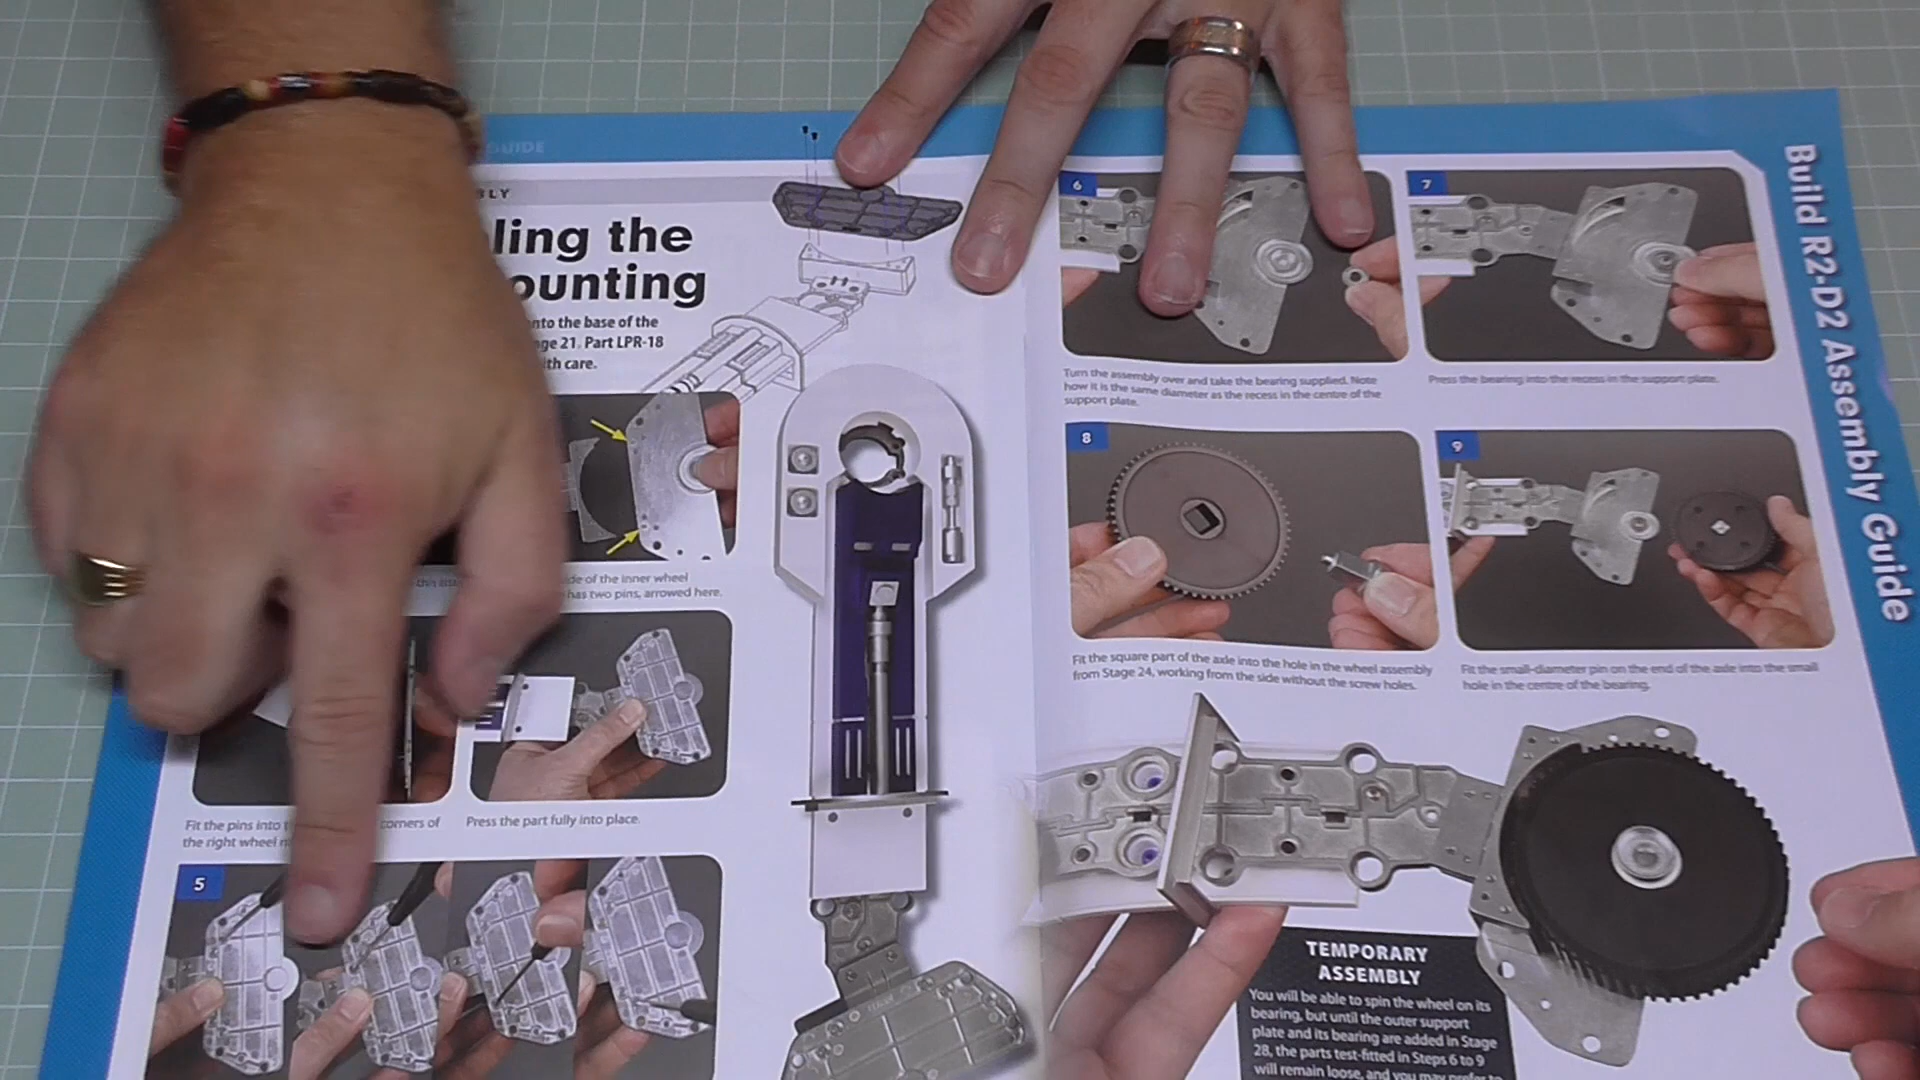 GUIDE
BLY
ling the
ounting
nto the base of the
ge 21. Part LPR-18
ith care.
de of the inner wheel
has two pins, arrowed here.
Fit the pins into
corners of
the right wheel
Press the part fully into place.
5
6
7
Turn the assembly over and take the bearing supplied. Note
how it is the same diameter as the recess in the centre of the
support plate.
Press the bearing into the recess in the support plate.
8
9
Fit the square part of the axle into the hole in the wheel assembly
from Stage 24, working from the side without the screw holes.
Fit the small-diameter pin on the end of the axle into the small
hole in the centre of the bearing.
TEMPORARY
ASSEMBLY
You will be able to spin the wheel on its
bearing, but until the outer support
plate and its bearing are added in Stage
28, the parts test-fitted in Steps 6 to 9
will remain loose, and you may prefer to
Build R2-D2 Assembly Guide